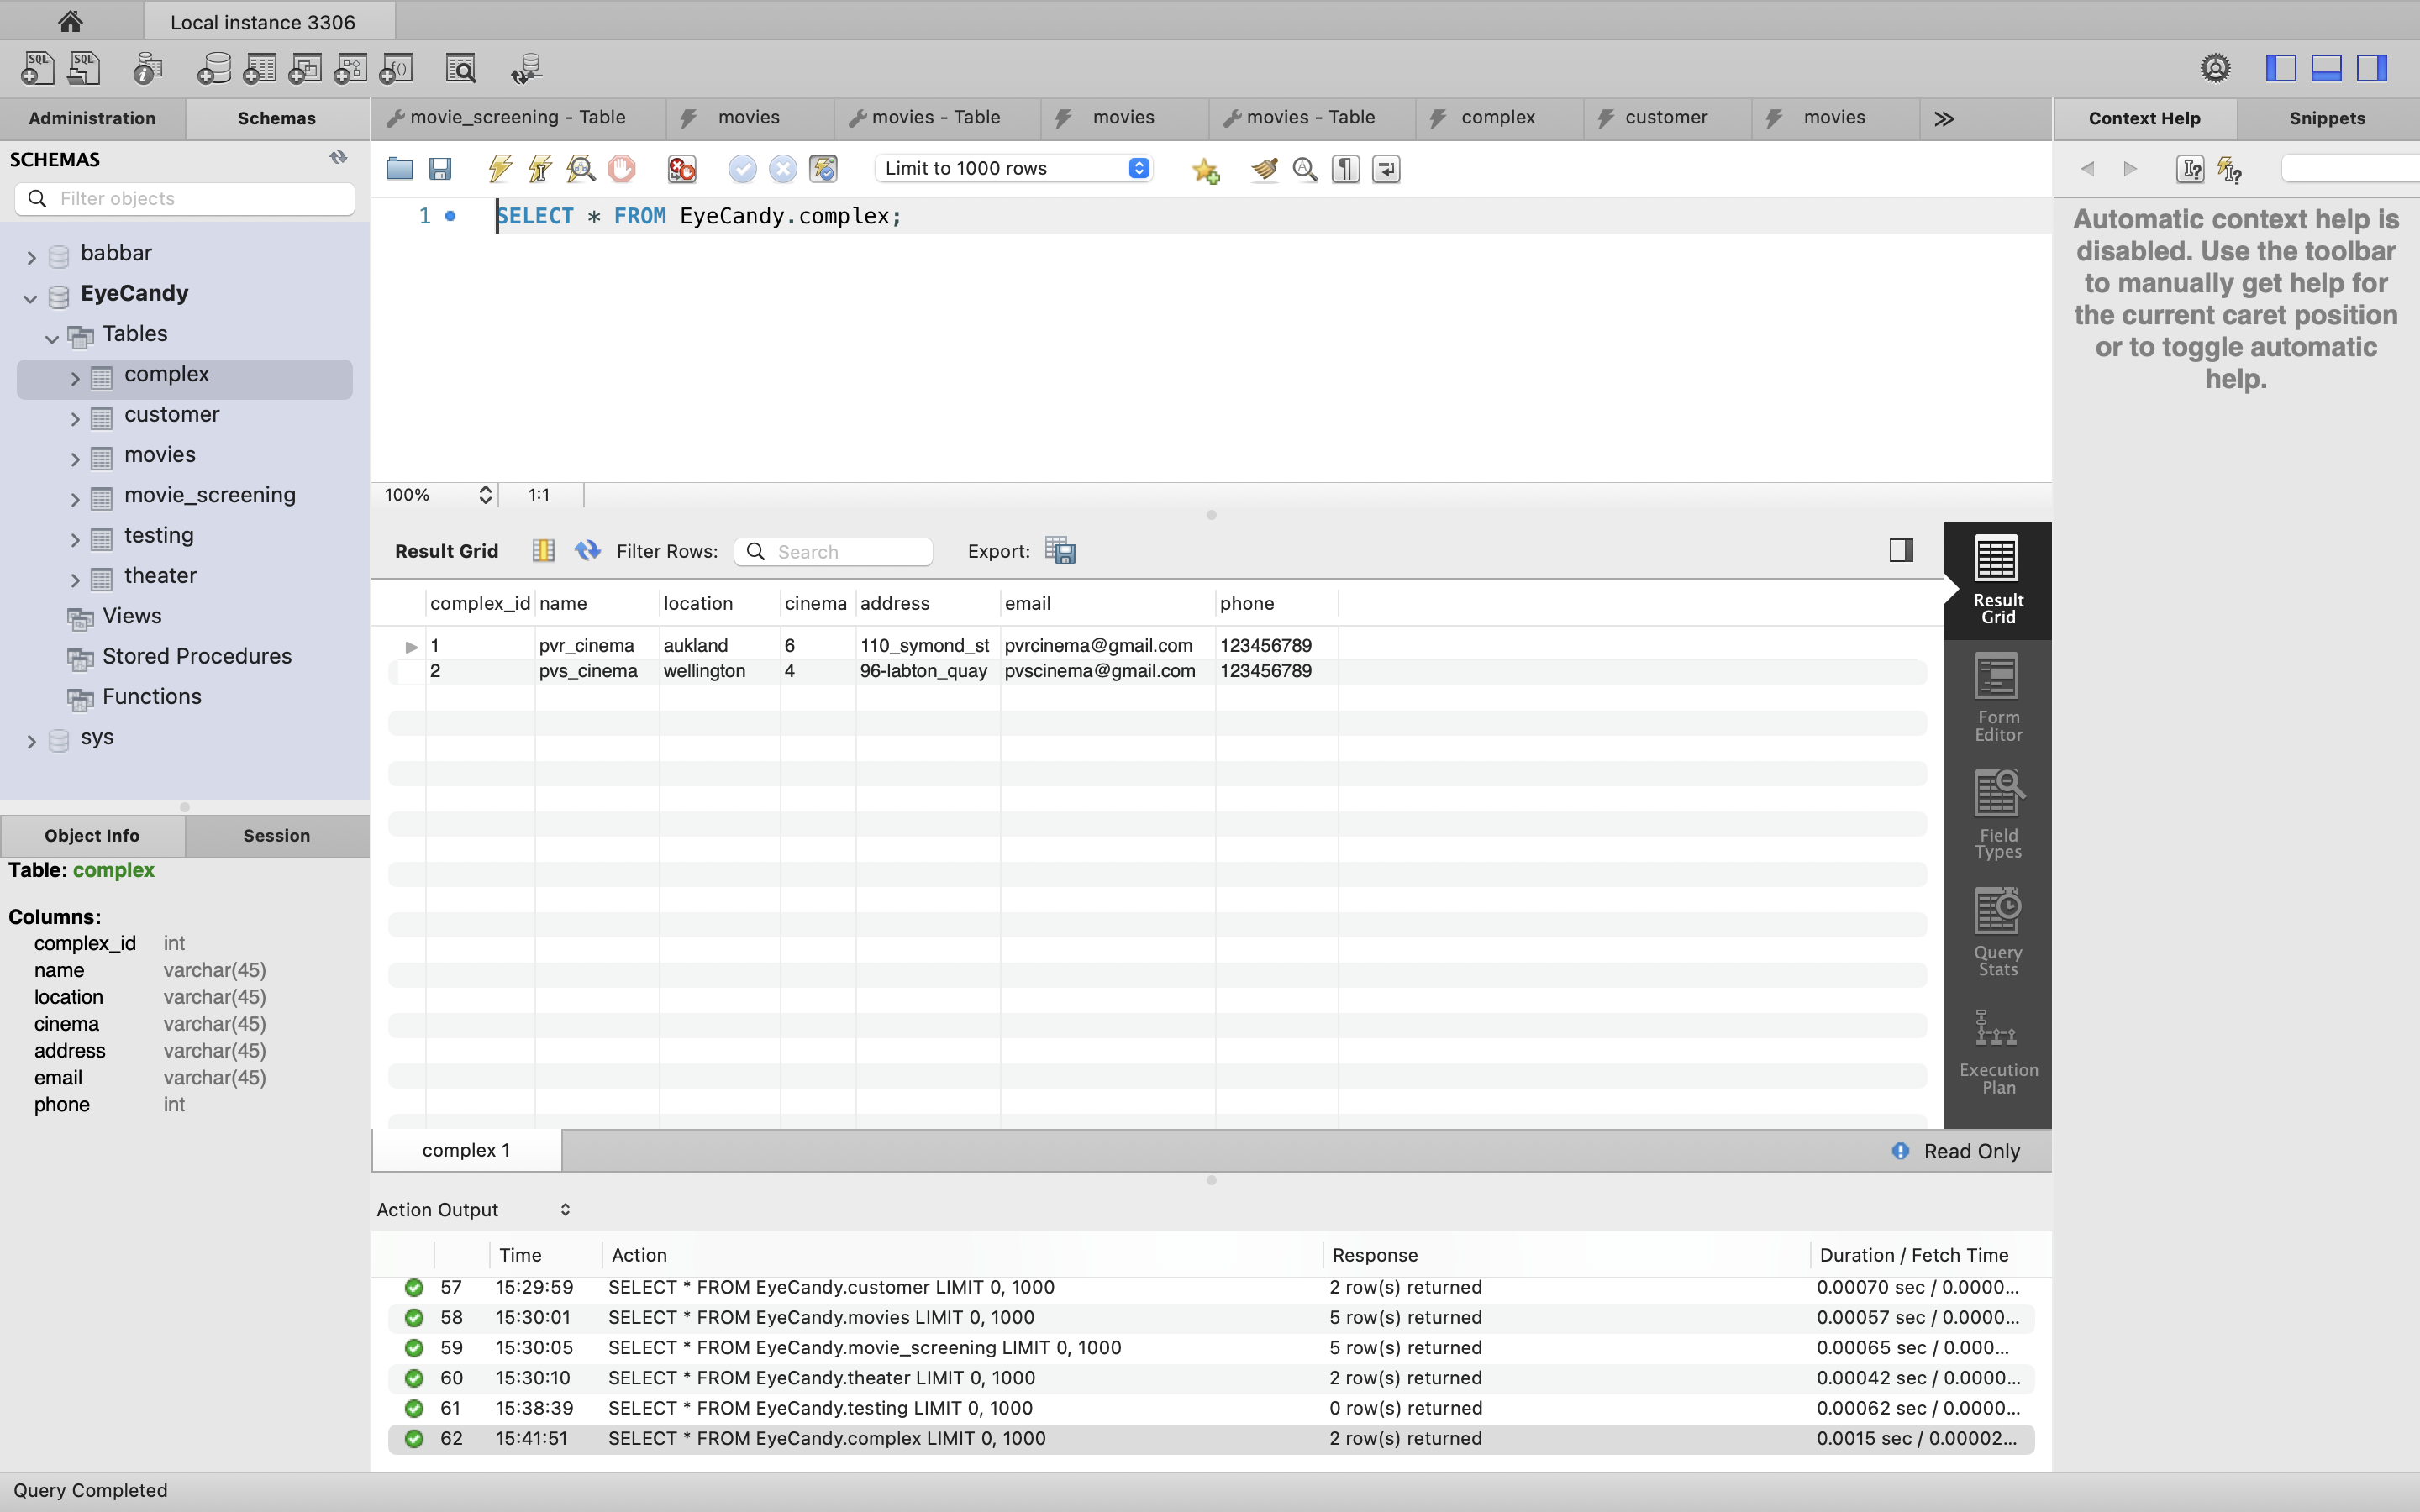 Local instance 3306
Administration Schemas movie_screening - Table movies movies - Table movies movies - Table complex customer movies Context Help Snippets
SCHEMAS
Filter objects
babbar
EyeCandy
Tables
complex
customer
movies
movie_screening
testing
theater
Views
Stored Procedures
Functions
sys
Object Info Session
Table: complex
Columns:
complex_id int
name varchar(45)
location varchar(45)
cinema varchar(45)
address varchar(45)
email varchar(45)
phone int
Limit to 1000 rows
1 SELECT * FROM EyeCandy.complex;
100% 1:1
Result Grid Filter Rows: Search Export:
complex_id name location cinema address email phone
1 pvr_cinema aukland 6 110_symond_st pvrcinema@gmail.com 123456789
2 pvs_cinema wellington 4 96-labton_quay pvscinema@gmail.com 123456789
Result
Grid
Form
Editor
Field
Types
Query
Stats
Execution
Plan
complex 1 Read Only
Action Output
Time Action Response Duration / Fetch Time
57 15:29:59 SELECT * FROM EyeCandy.customer LIMIT 0, 1000 2 row(s) returned 0.00070 sec / 0.0000...
58 15:30:01 SELECT * FROM EyeCandy.movies LIMIT 0, 1000 5 row(s) returned 0.00057 sec / 0.0000...
59 15:30:05 SELECT * FROM EyeCandy.movie_screening LIMIT 0, 1000 5 row(s) returned 0.00065 sec / 0.000...
60 15:30:10 SELECT * FROM EyeCandy.theater LIMIT 0, 1000 2 row(s) returned 0.00042 sec / 0.0000...
61 15:38:39 SELECT * FROM EyeCandy.testing LIMIT 0, 1000 0 row(s) returned 0.00062 sec / 0.0000...
62 15:41:51 SELECT * FROM EyeCandy.complex LIMIT 0, 1000 2 row(s) returned 0.0015 sec / 0.00002...
Automatic context help is
disabled. Use the toolbar
to manually get help for
the current caret position
or to toggle automatic
help.
Query Completed